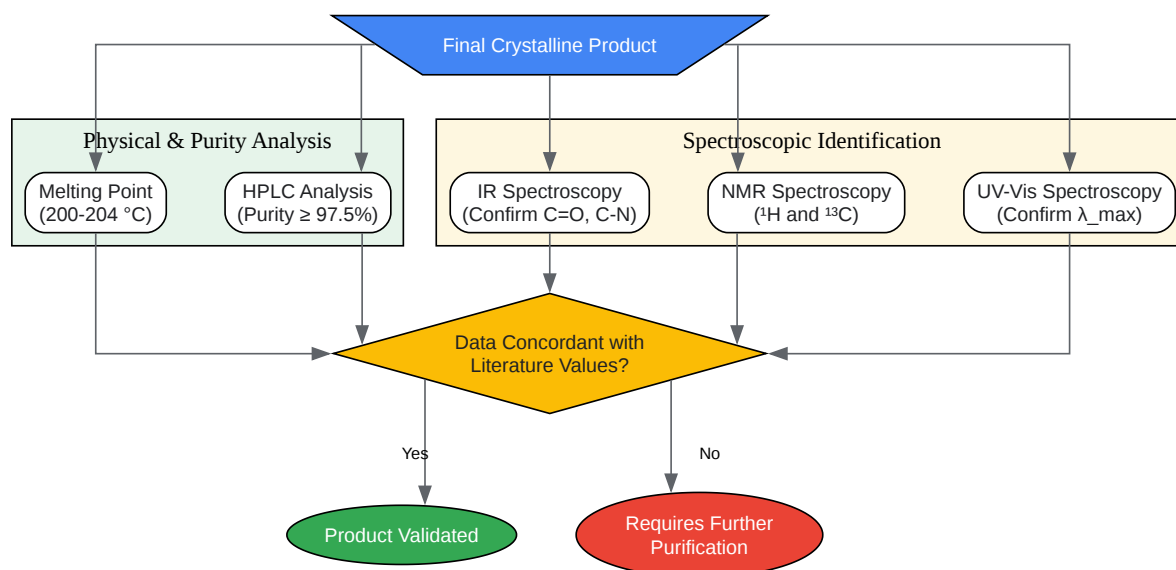 Final Crystalline Product
Physical & Purity Analysis
Spectroscopic Identification
Melting Point
(200-204 °C)
HPLC Analysis
(Purity ≥ 97.5%)
IR Spectroscopy
(Confirm C=O, C-N)
NMR Spectroscopy
(¹H and ¹³C)
UV-Vis Spectroscopy
(Confirm λ_max)
Data Concordant with
Literature Values?
Yes
No
Product Validated
Requires Further
Purification